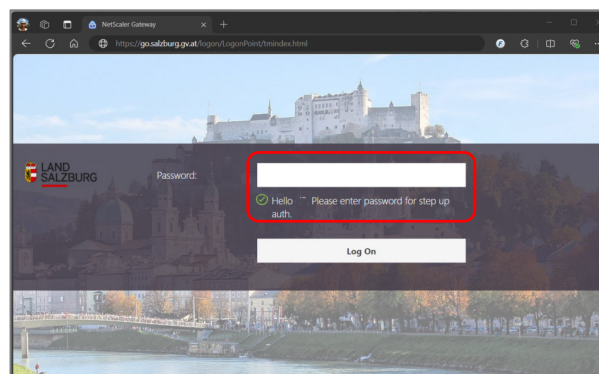 NetScaler Gateway
https://go.salzburg.gv.at/logon/LogonPoint/tmindex.html
LAND
SALZBURG
Password:
Hello Please enter password for step up
auth.
Log On